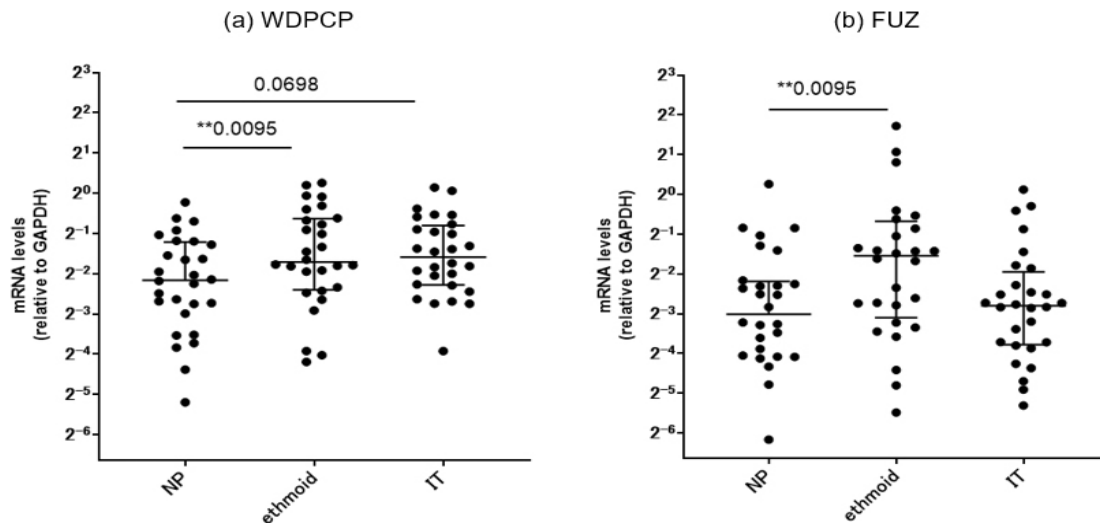 (a) WDPCP
mRNA levels
(relative to GAPDH)
2³
2²
2¹
2⁰
2⁻¹
2⁻²
2⁻³
2⁻⁴
2⁻⁵
2⁻⁶
0.0698
**0.0095
NP
ethmoid
IT
(b) FUZ
mRNA levels
(relative to GAPDH)
2³
2²
2¹
2⁰
2⁻¹
2⁻²
2⁻³
2⁻⁴
2⁻⁵
2⁻⁶
**0.0095
NP
ethmoid
IT